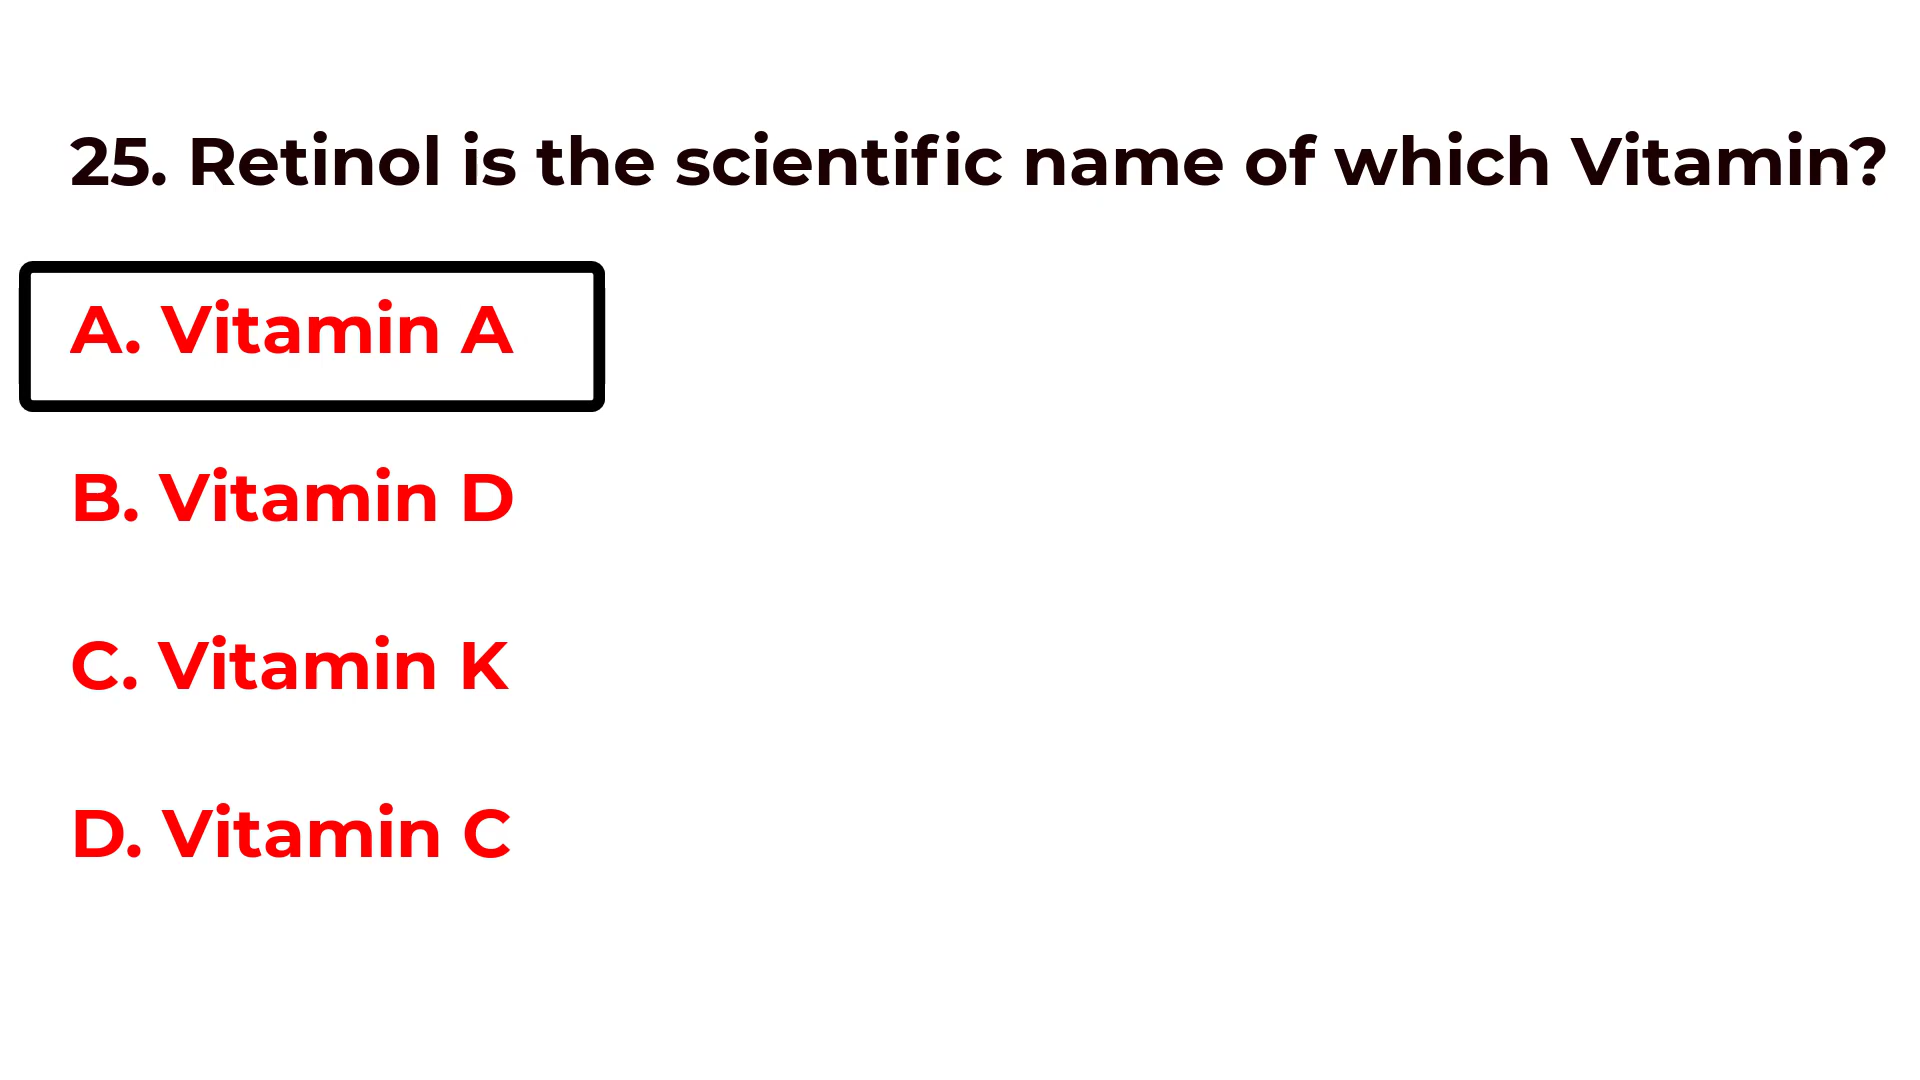 25. Retinol is the scientific name of which Vitamin?
A. Vitamin A
B. Vitamin D
C. Vitamin K
D. Vitamin C